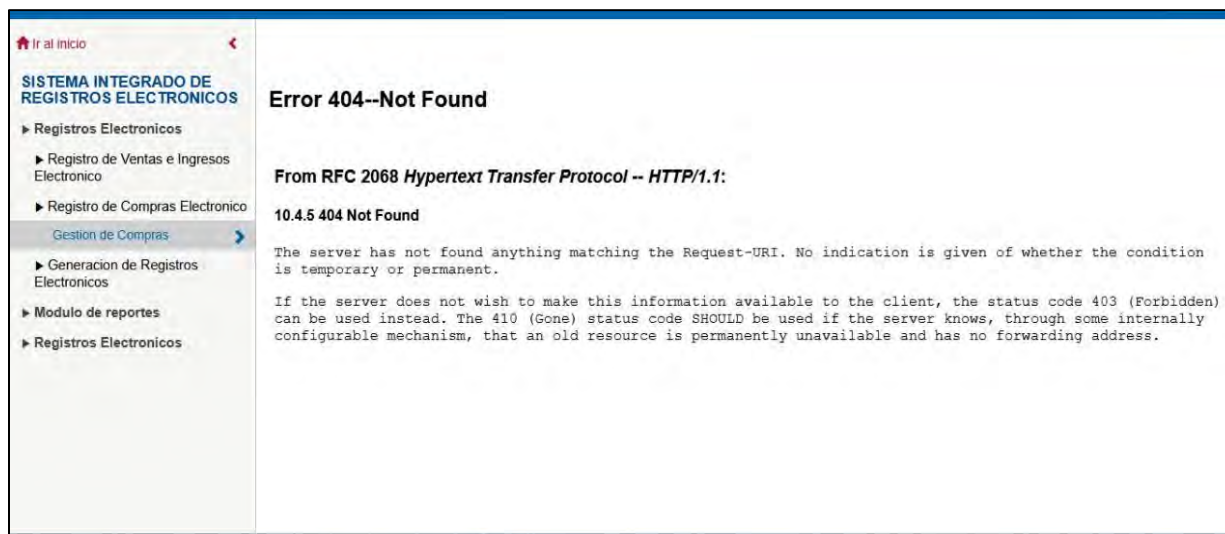 Ir al inicio
SISTEMA INTEGRADO DE
REGISTROS ELECTRONICOS
Registros Electronicos
Registro de Ventas e Ingresos
Electronico
Registro de Compras Electronico
Gestion de Compras
Generacion de Registros
Electronicos
Modulo de reportes
Registros Electronicos
Error 404--Not Found
From RFC 2068 Hypertext Transfer Protocol -- HTTP/1.1:
10.4.5 404 Not Found
The server has not found anything matching the Request-URI. No indication is given of whether the condition
is temporary or permanent.
If the server does not wish to make this information available to the client, the status code 403 (Forbidden)
can be used instead. The 410 (Gone) status code SHOULD be used if the server knows, through some internally
configurable mechanism, that an old resource is permanently unavailable and has no forwarding address.